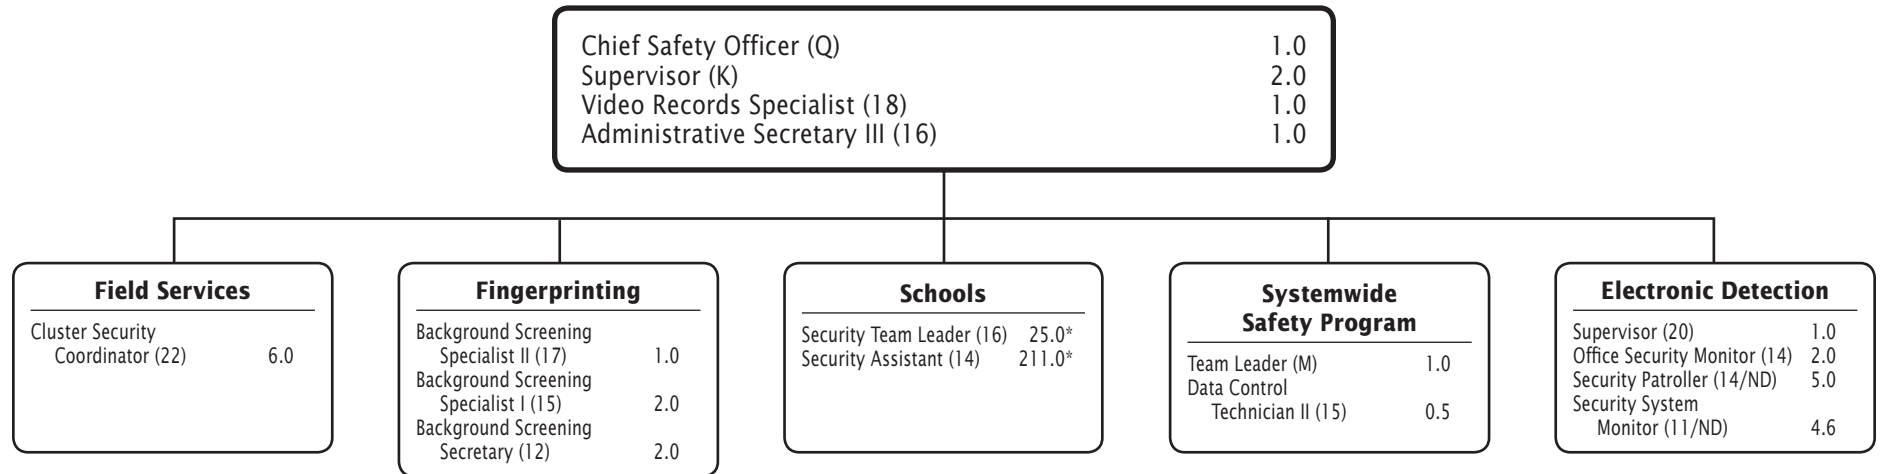 Chief Safety Officer (Q) 1.0
Supervisor (K) 2.0
Video Records Specialist (18) 1.0
Administrative Secretary III (16) 1.0
Field Services
Cluster Security
Coordinator (22) 6.0
Fingerprinting
Background Screening
Specialist II (17) 1.0
Background Screening
Specialist I (15) 2.0
Background Screening
Secretary (12) 2.0
Schools
Security Team Leader (16) 25.0*
Security Assistant (14) 211.0*
Systemwide
Safety Program
Team Leader (M) 1.0
Data Control
Technician II (15) 0.5
Electronic Detection
Supervisor (20) 1.0
Office Security Monitor (14) 2.0
Security Patroller (14/ND) 5.0
Security System
Monitor (11/ND) 4.6